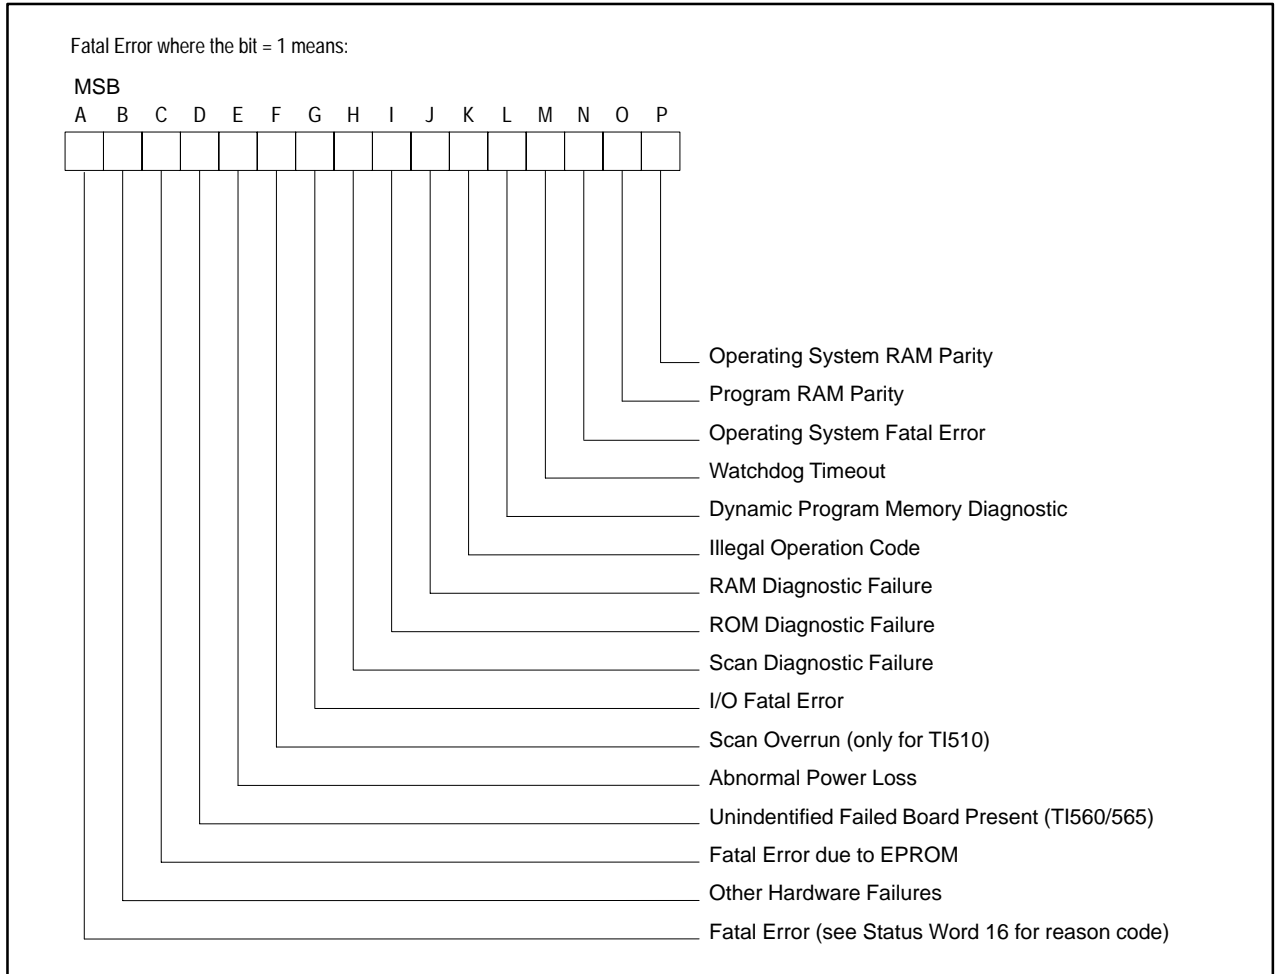 Fatal Error where the bit = 1 means:
MSB
A B C D E F G H I J K L M N O P
Operating System RAM Parity
Program RAM Parity
Operating System Fatal Error
Watchdog Timeout
Dynamic Program Memory Diagnostic
Illegal Operation Code
RAM Diagnostic Failure
ROM Diagnostic Failure
Scan Diagnostic Failure
I/O Fatal Error
Scan Overrun (only for TI510)
Abnormal Power Loss
Unindentified Failed Board Present (TI560/565)
Fatal Error due to EPROM
Other Hardware Failures
Fatal Error (see Status Word 16 for reason code)